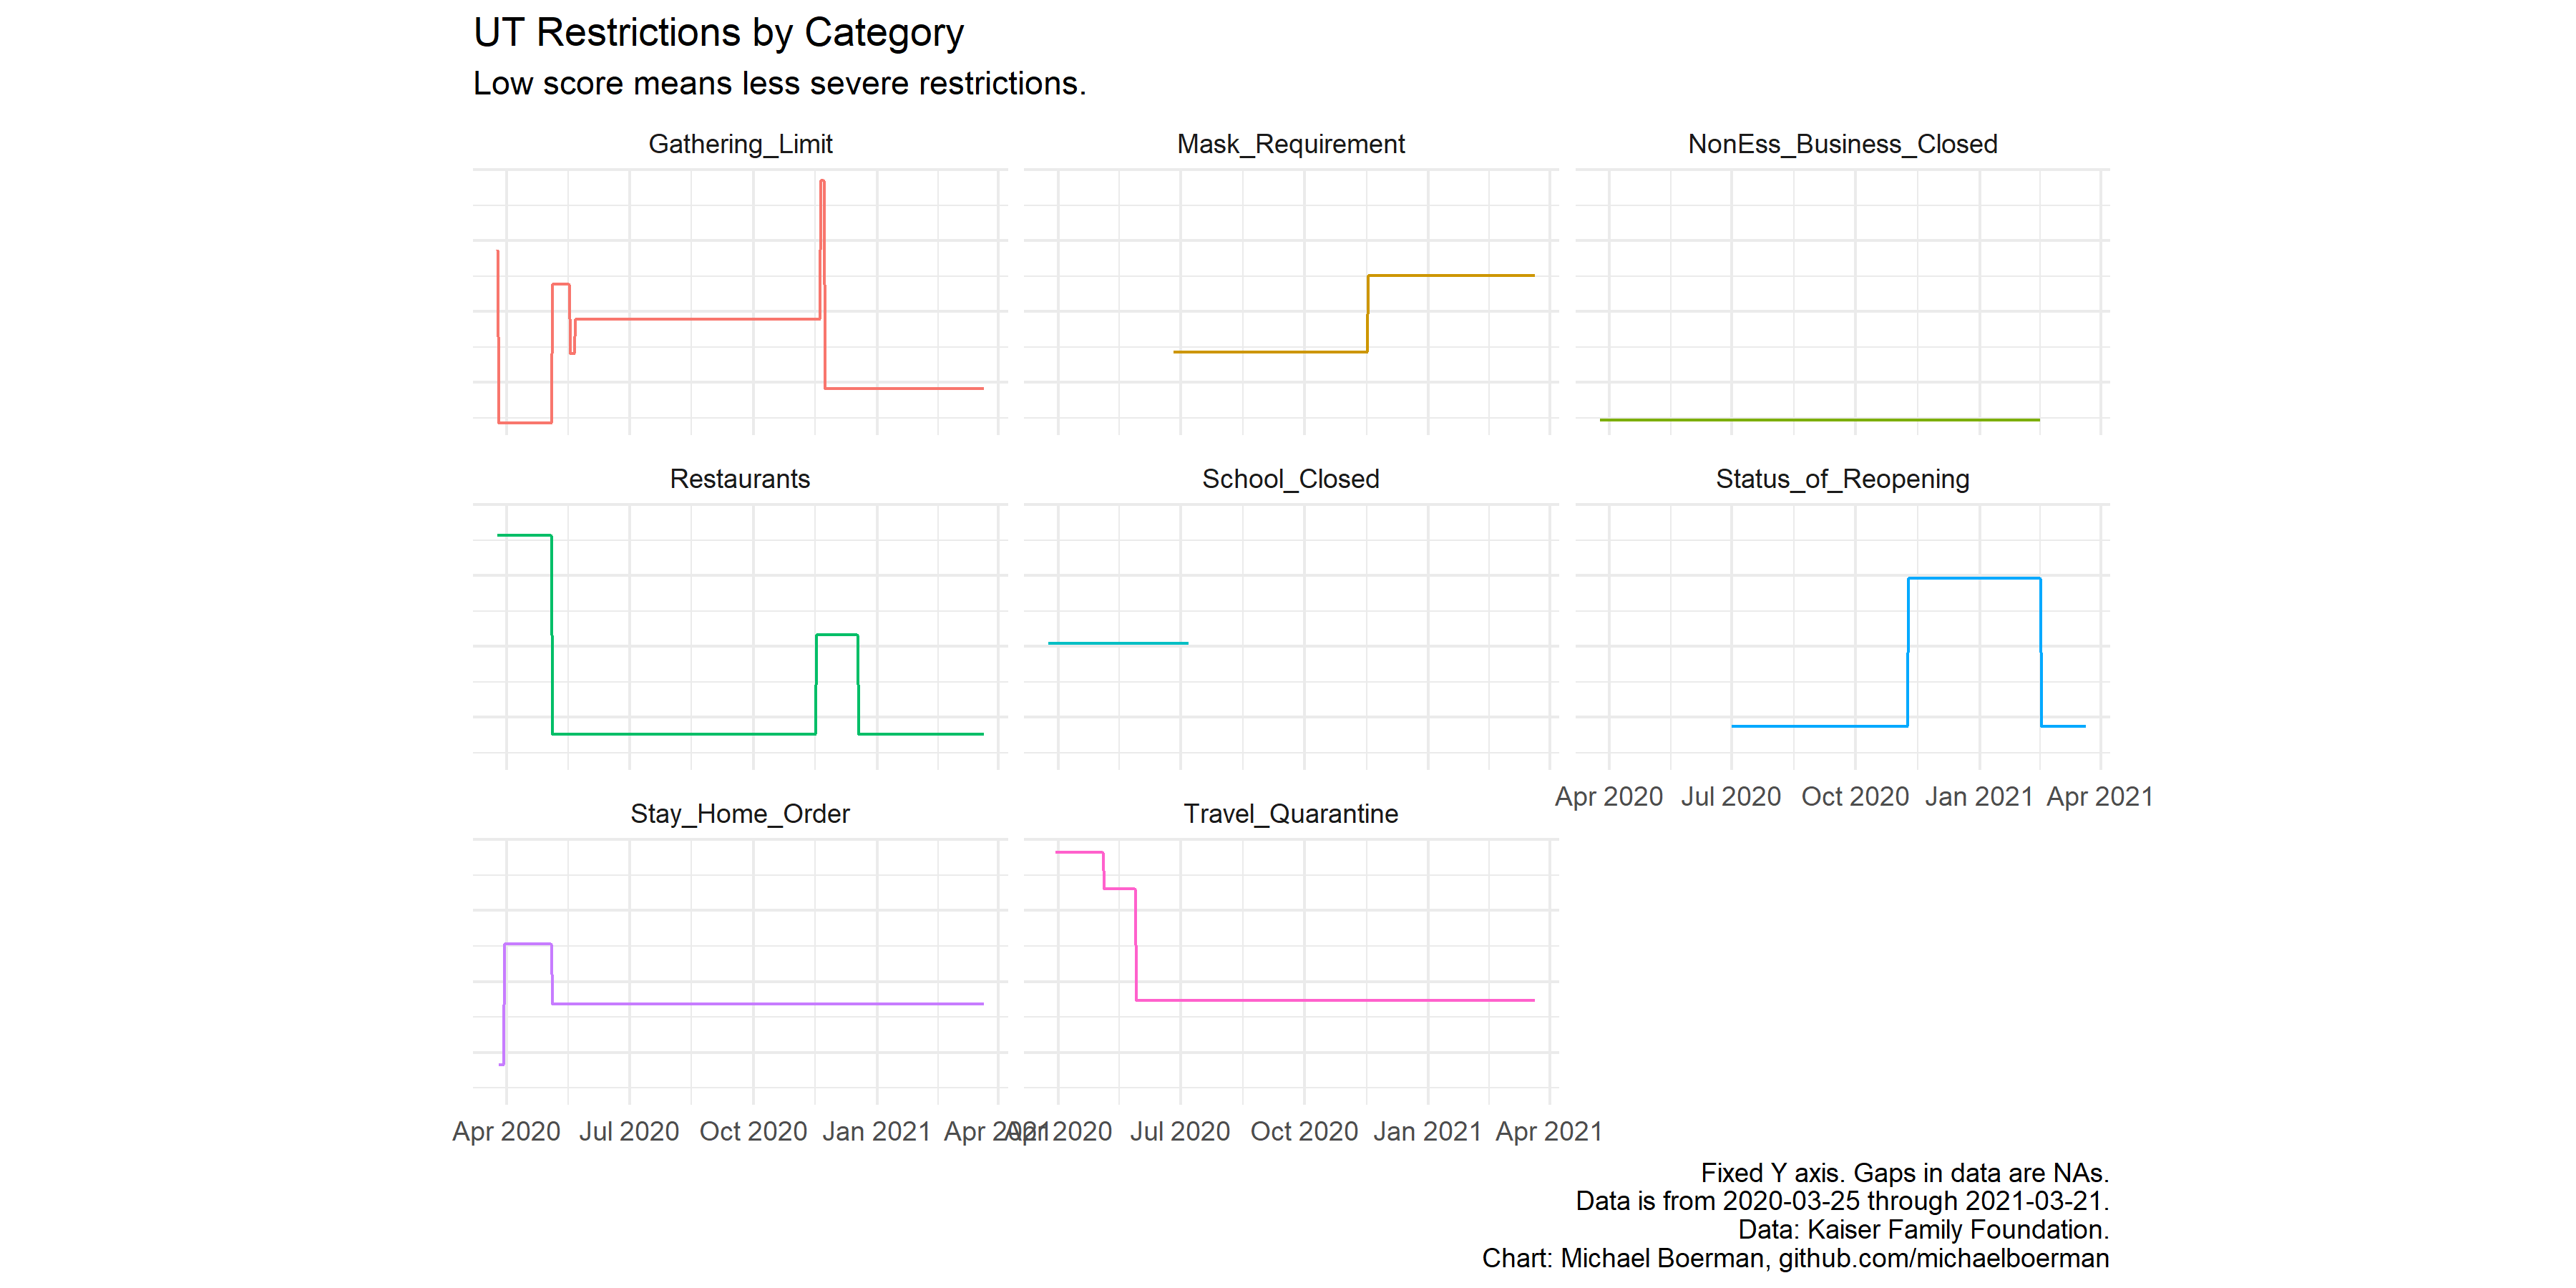 UT Restrictions by Category
Low score means less severe restrictions.
Gathering_Limit
Mask_Requirement
NonEss_Business_Closed
Restaurants
School_Closed
Status_of_Reopening
Apr 2020 Jul 2020 Oct 2020 Jan 2021 Apr 2021
Stay_Home_Order
Travel_Quarantine
Apr 2020 Jul 2020 Oct 2020 Jan 2021 Apr 2021
Apr 2020 Jul 2020 Oct 2020 Jan 2021 Apr 2021
Fixed Y axis. Gaps in data are NAs.
Data is from 2020-03-25 through 2021-03-21.
Data: Kaiser Family Foundation.
Chart: Michael Boerman, github.com/michaelboerman